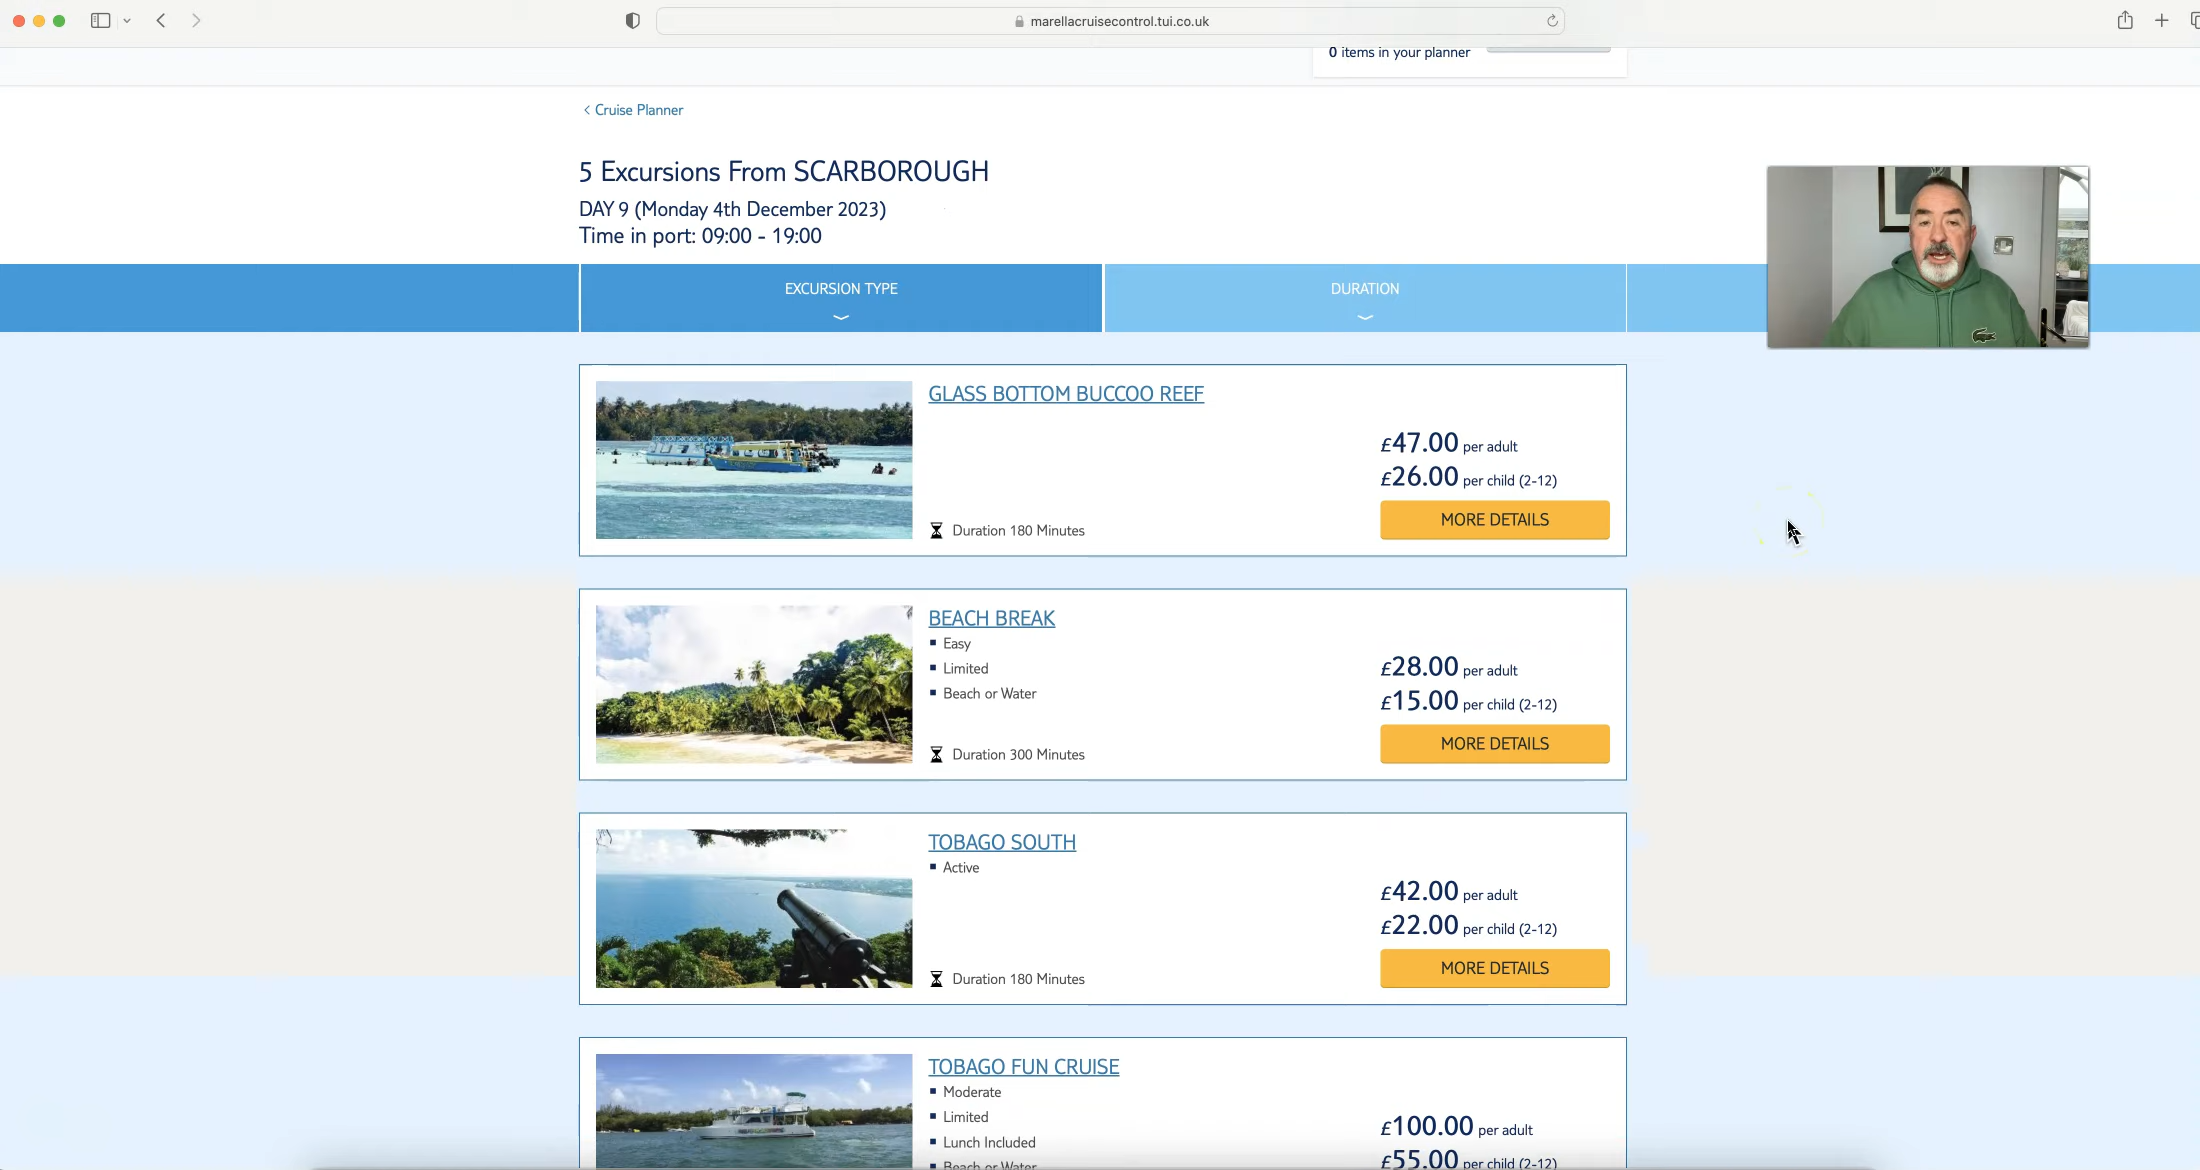 marellacruisecontrol.tui.co.uk
0 items in your planner
< Cruise Planner
5 Excursions From SCARBOROUGH
DAY 9 (Monday 4th December 2023)
Time in port: 09:00 - 19:00
EXCURSION TYPE
DURATION
GLASS BOTTOM BUCCOO REEF
£47.00 per adult
£26.00 per child (2-12)
MORE DETAILS
Duration 180 Minutes
BEACH BREAK
Easy
Limited
Beach or Water
£28.00 per adult
£15.00 per child (2-12)
MORE DETAILS
Duration 300 Minutes
TOBAGO SOUTH
Active
£42.00 per adult
£22.00 per child (2-12)
MORE DETAILS
Duration 180 Minutes
TOBAGO FUN CRUISE
Moderate
Limited
Lunch Included
Beach or Water
£100.00 per adult
£55.00 per child (2-12)